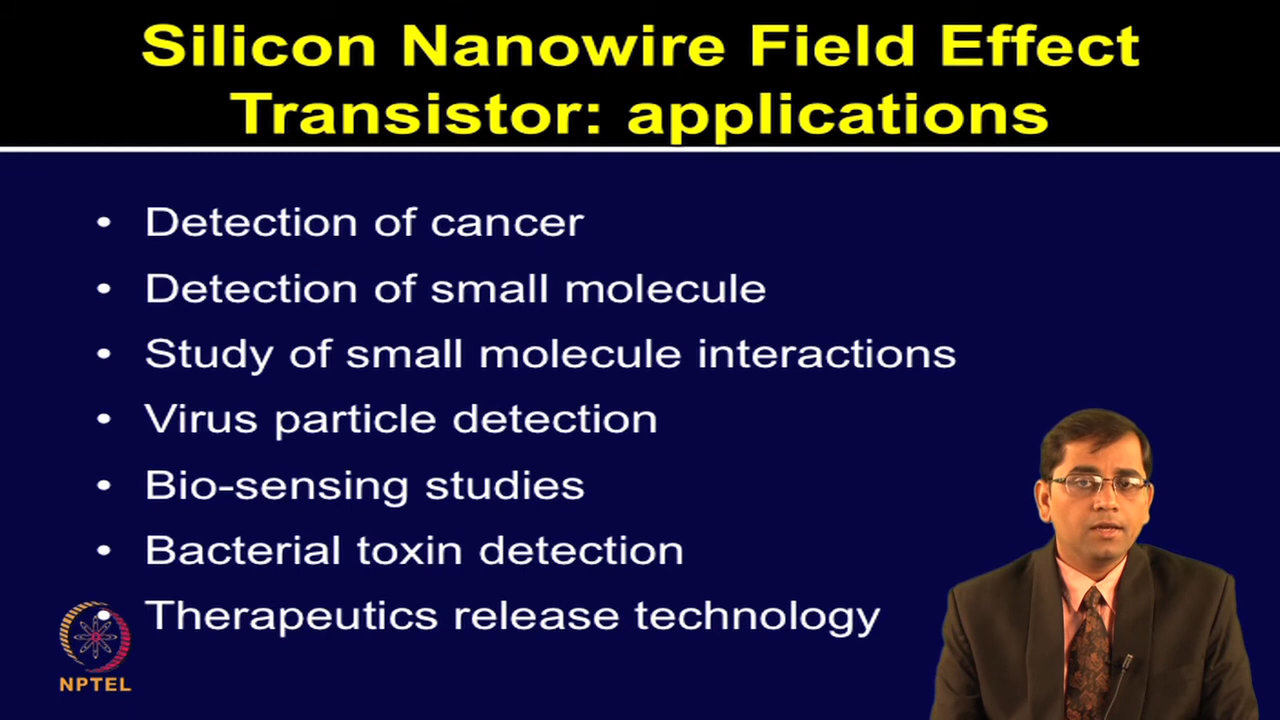 Silicon Nanowire Field Effect
Transistor: applications
• Detection of cancer
• Detection of small molecule
• Study of small molecule interactions
• Virus particle detection
• Bio-sensing studies
• Bacterial toxin detection
• Therapeutics release technology
NPTEL